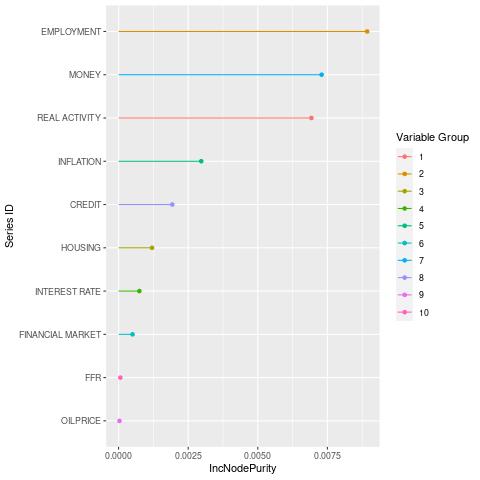 EMPLOYMENT
MONEY
REAL ACTIVITY
INFLATION
CREDIT
HOUSING
INTEREST RATE
FINANCIAL MARKET
FFR
OILPRICE
Series ID
0.0000 0.0025 0.0050 0.0075
IncNodePurity
Variable Group
1
2
3
4
5
6
7
8
9
10